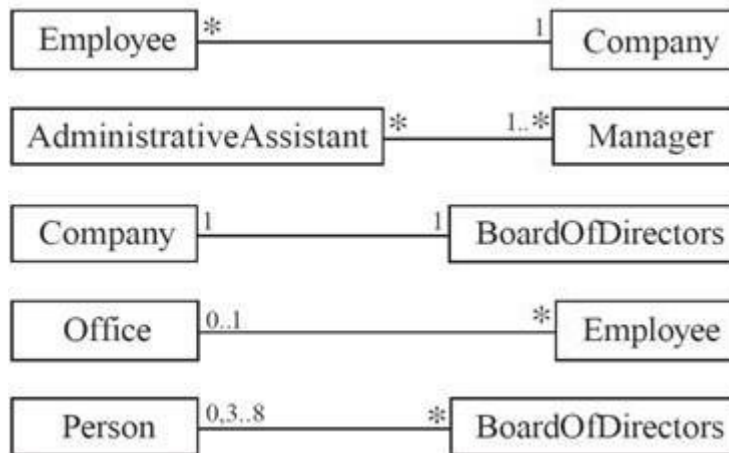 Employee * 1 Company
AdministrativeAssistant * 1..* Manager
Company 1 1 BoardOfDirectors
Office 0..1 * Employee
Person 0,3..8 * BoardOfDirectors